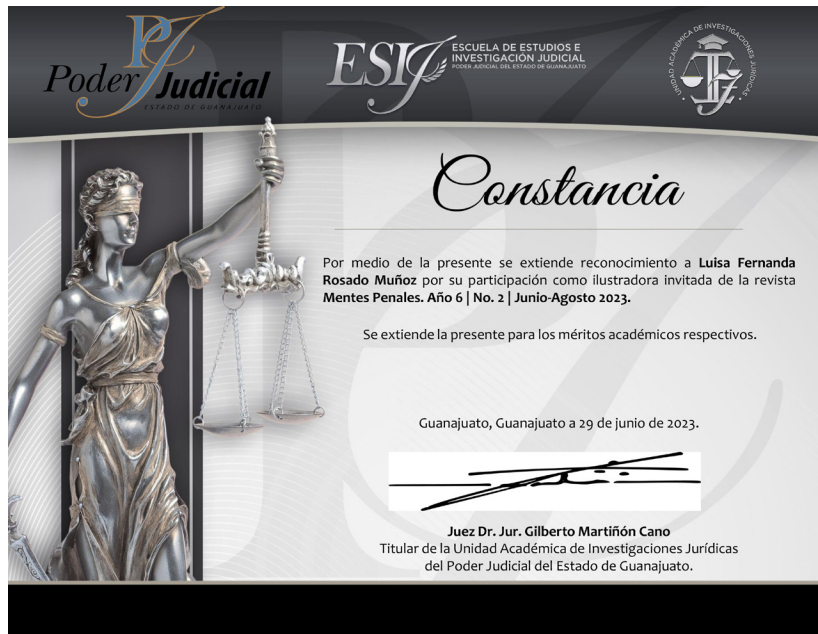 Poder Judicial
ESTADO DE GUANAJUATO
ESIJ
ESCUELA DE ESTUDIOS E
INVESTIGACIÓN JUDICIAL
PODER JUDICIAL DEL ESTADO DE GUANAJUATO
UNIDAD ACADÉMICA DE INVESTIGACIONES JURÍDICAS
Constancia
Por medio de la presente se extiende reconocimiento a Luisa Fernanda
Rosado Muñoz por su participación como ilustradora invitada de la revista
Mentes Penales. Año 6 | No. 2 | Junio-Agosto 2023.
Se extiende la presente para los méritos académicos respectivos.
Guanajuato, Guanajuato a 29 de junio de 2023.
Juez Dr. Jur. Gilberto Martiñón Cano
Titular de la Unidad Académica de Investigaciones Jurídicas
del Poder Judicial del Estado de Guanajuato.